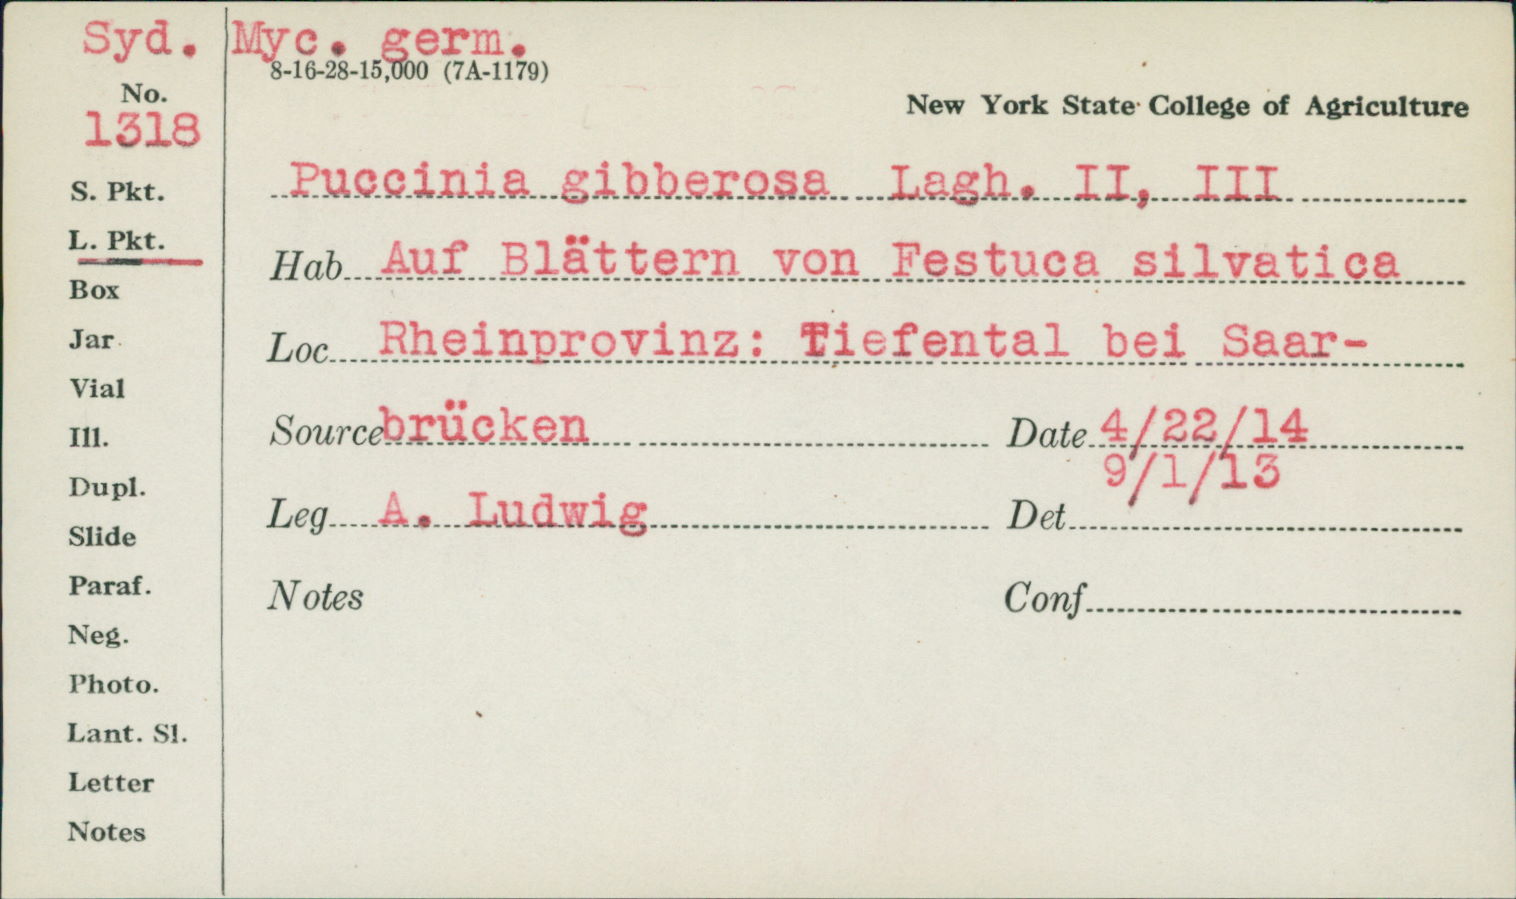 Syd. Myc. germ.
8-16-28-15,000 (7A-1179)
No.
1318
New York State College of Agriculture
S. Pkt.
Puccinia gibberosa Lagh. II, III
L. Pkt.
Hab Auf Blättern von Festuca silvatica
Box
Jar
Loc Rheinprovinz: Tiefental bei Saar-
Vial
Ill.
Source brücken Date 4/22/14
9/1/13
Dupl.
Leg A. Ludwig Det
Slide
Paraf.
Notes Conf
Neg.
Photo.
Lant. Sl.
Letter
Notes